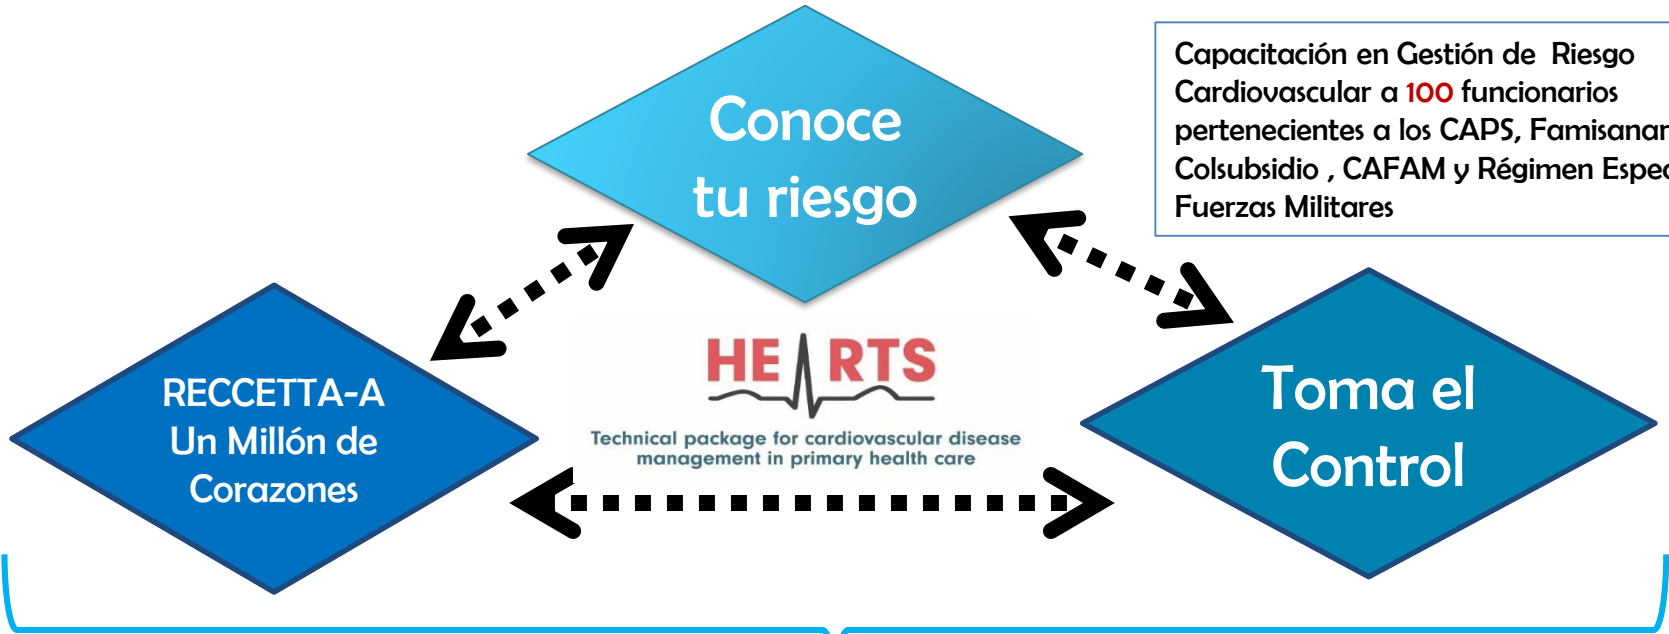 Conoce
tu riesgo
Capacitación en Gestión de Riesgo
Cardiovascular a 100 funcionarios
pertenecientes a los CAPS, Famisanar
Colsubsidio , CAFAM y Régimen
Fuerzas Militares
RECCETTA-A
Un Millón de
Corazones
HEARTS
Technical package for cardiovascular disease
management in primary health care
Toma el
Control